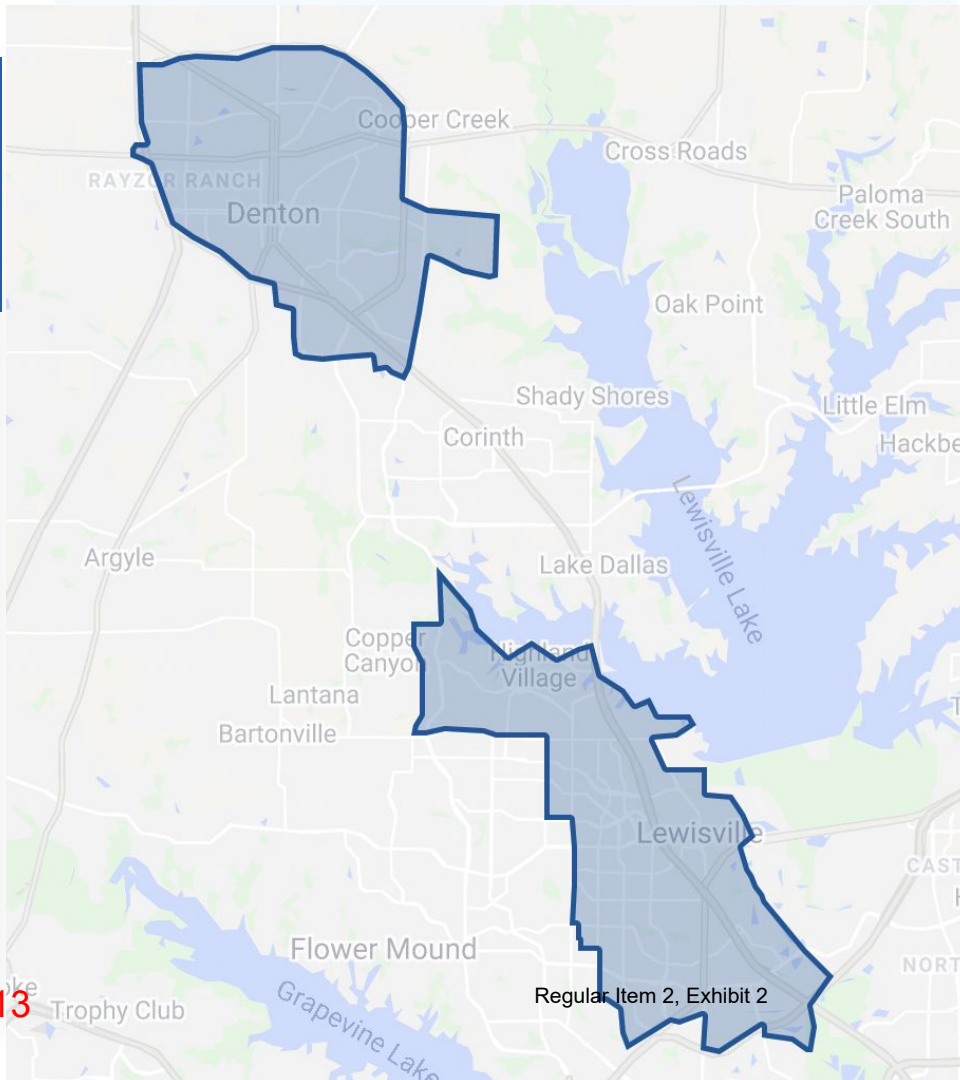 Cooper Creek
Cross Roads
RAYZOR RANCH
Paloma
Creek South
Denton
Oak Point
Shady Shores
Little Elm
Corinth
Hackbe
Lewisville Lake
Argyle
Lake Dallas
Copper
Canyon
Highland
Village
Lantana
Bartonville
Lewisville
CAST
Flower Mound
NORT
Grapevine Lake
Regular Item 2, Exhibit 2
oke
13
Trophy Club